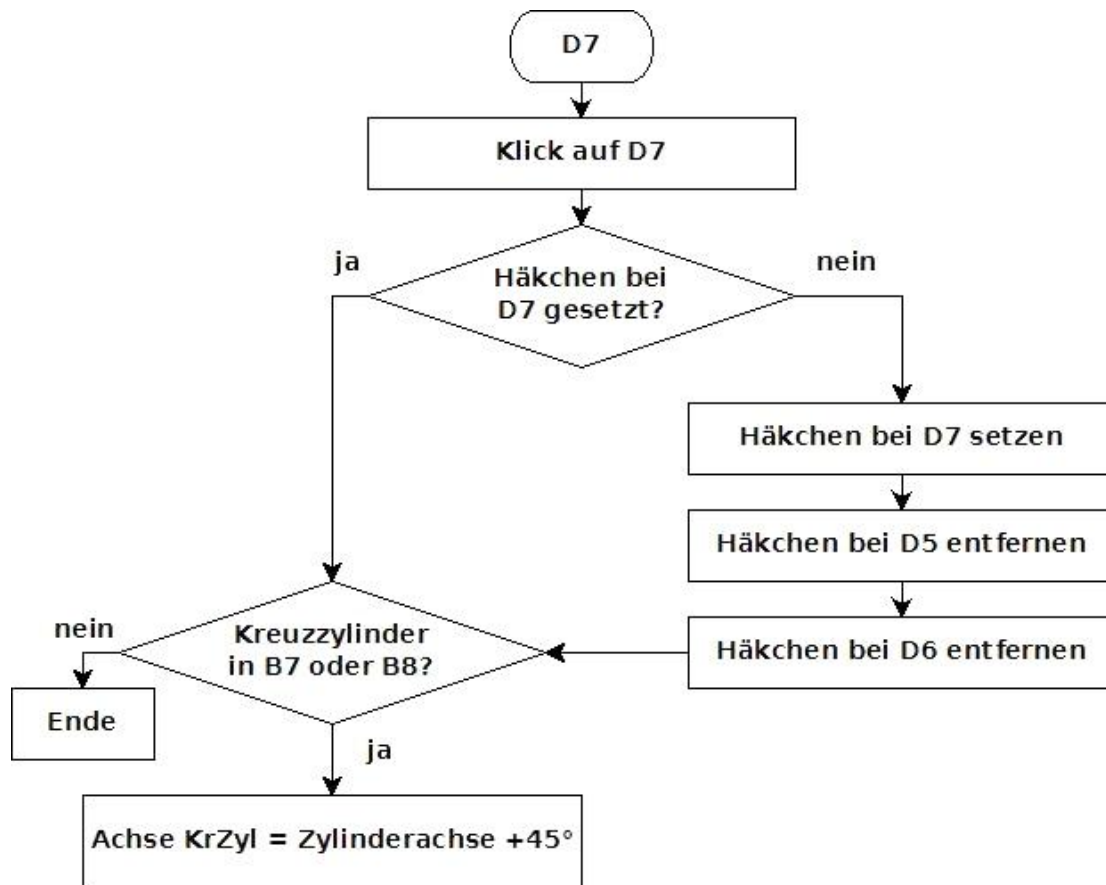 D7
Klick auf D7
ja
nein
Häkchen bei
D7 gesetzt?
Häkchen bei D7 setzen
Häkchen bei D5 entfernen
Häkchen bei D6 entfernen
nein
Kreuzzylinder
in B7 oder B8?
Ende
ja
Achse KrZyl = Zylinderachse +45°